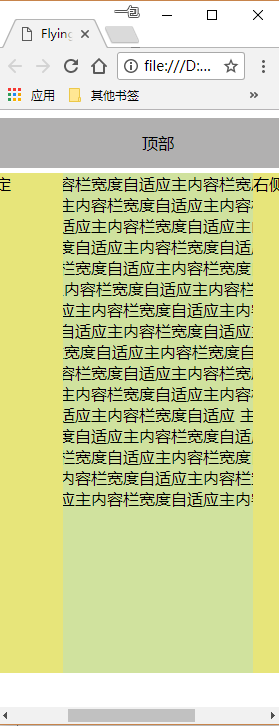 一包
Flying
file:///D:...
应用 其他书签 »
顶部
定 容栏宽度自适应主内容栏宽 右侧
主内容栏宽度自适应主内容
适应主内容栏宽度自适应主
度自适应主内容栏宽度自适
栏宽度自适应主内容栏宽度
内容栏宽度自适应主内容栏
应主内容栏宽度自适应主内
自适应主内容栏宽度自适应
宽度自适应主内容栏宽度自
容栏宽度自适应主内容栏宽
主内容栏宽度自适应主内容
适应主内容栏宽度自适应 主
度自适应主内容栏宽度自适
栏宽度自适应主内容栏宽度
容栏宽度自适应主内容栏宽
应主内容栏宽度自适应主内